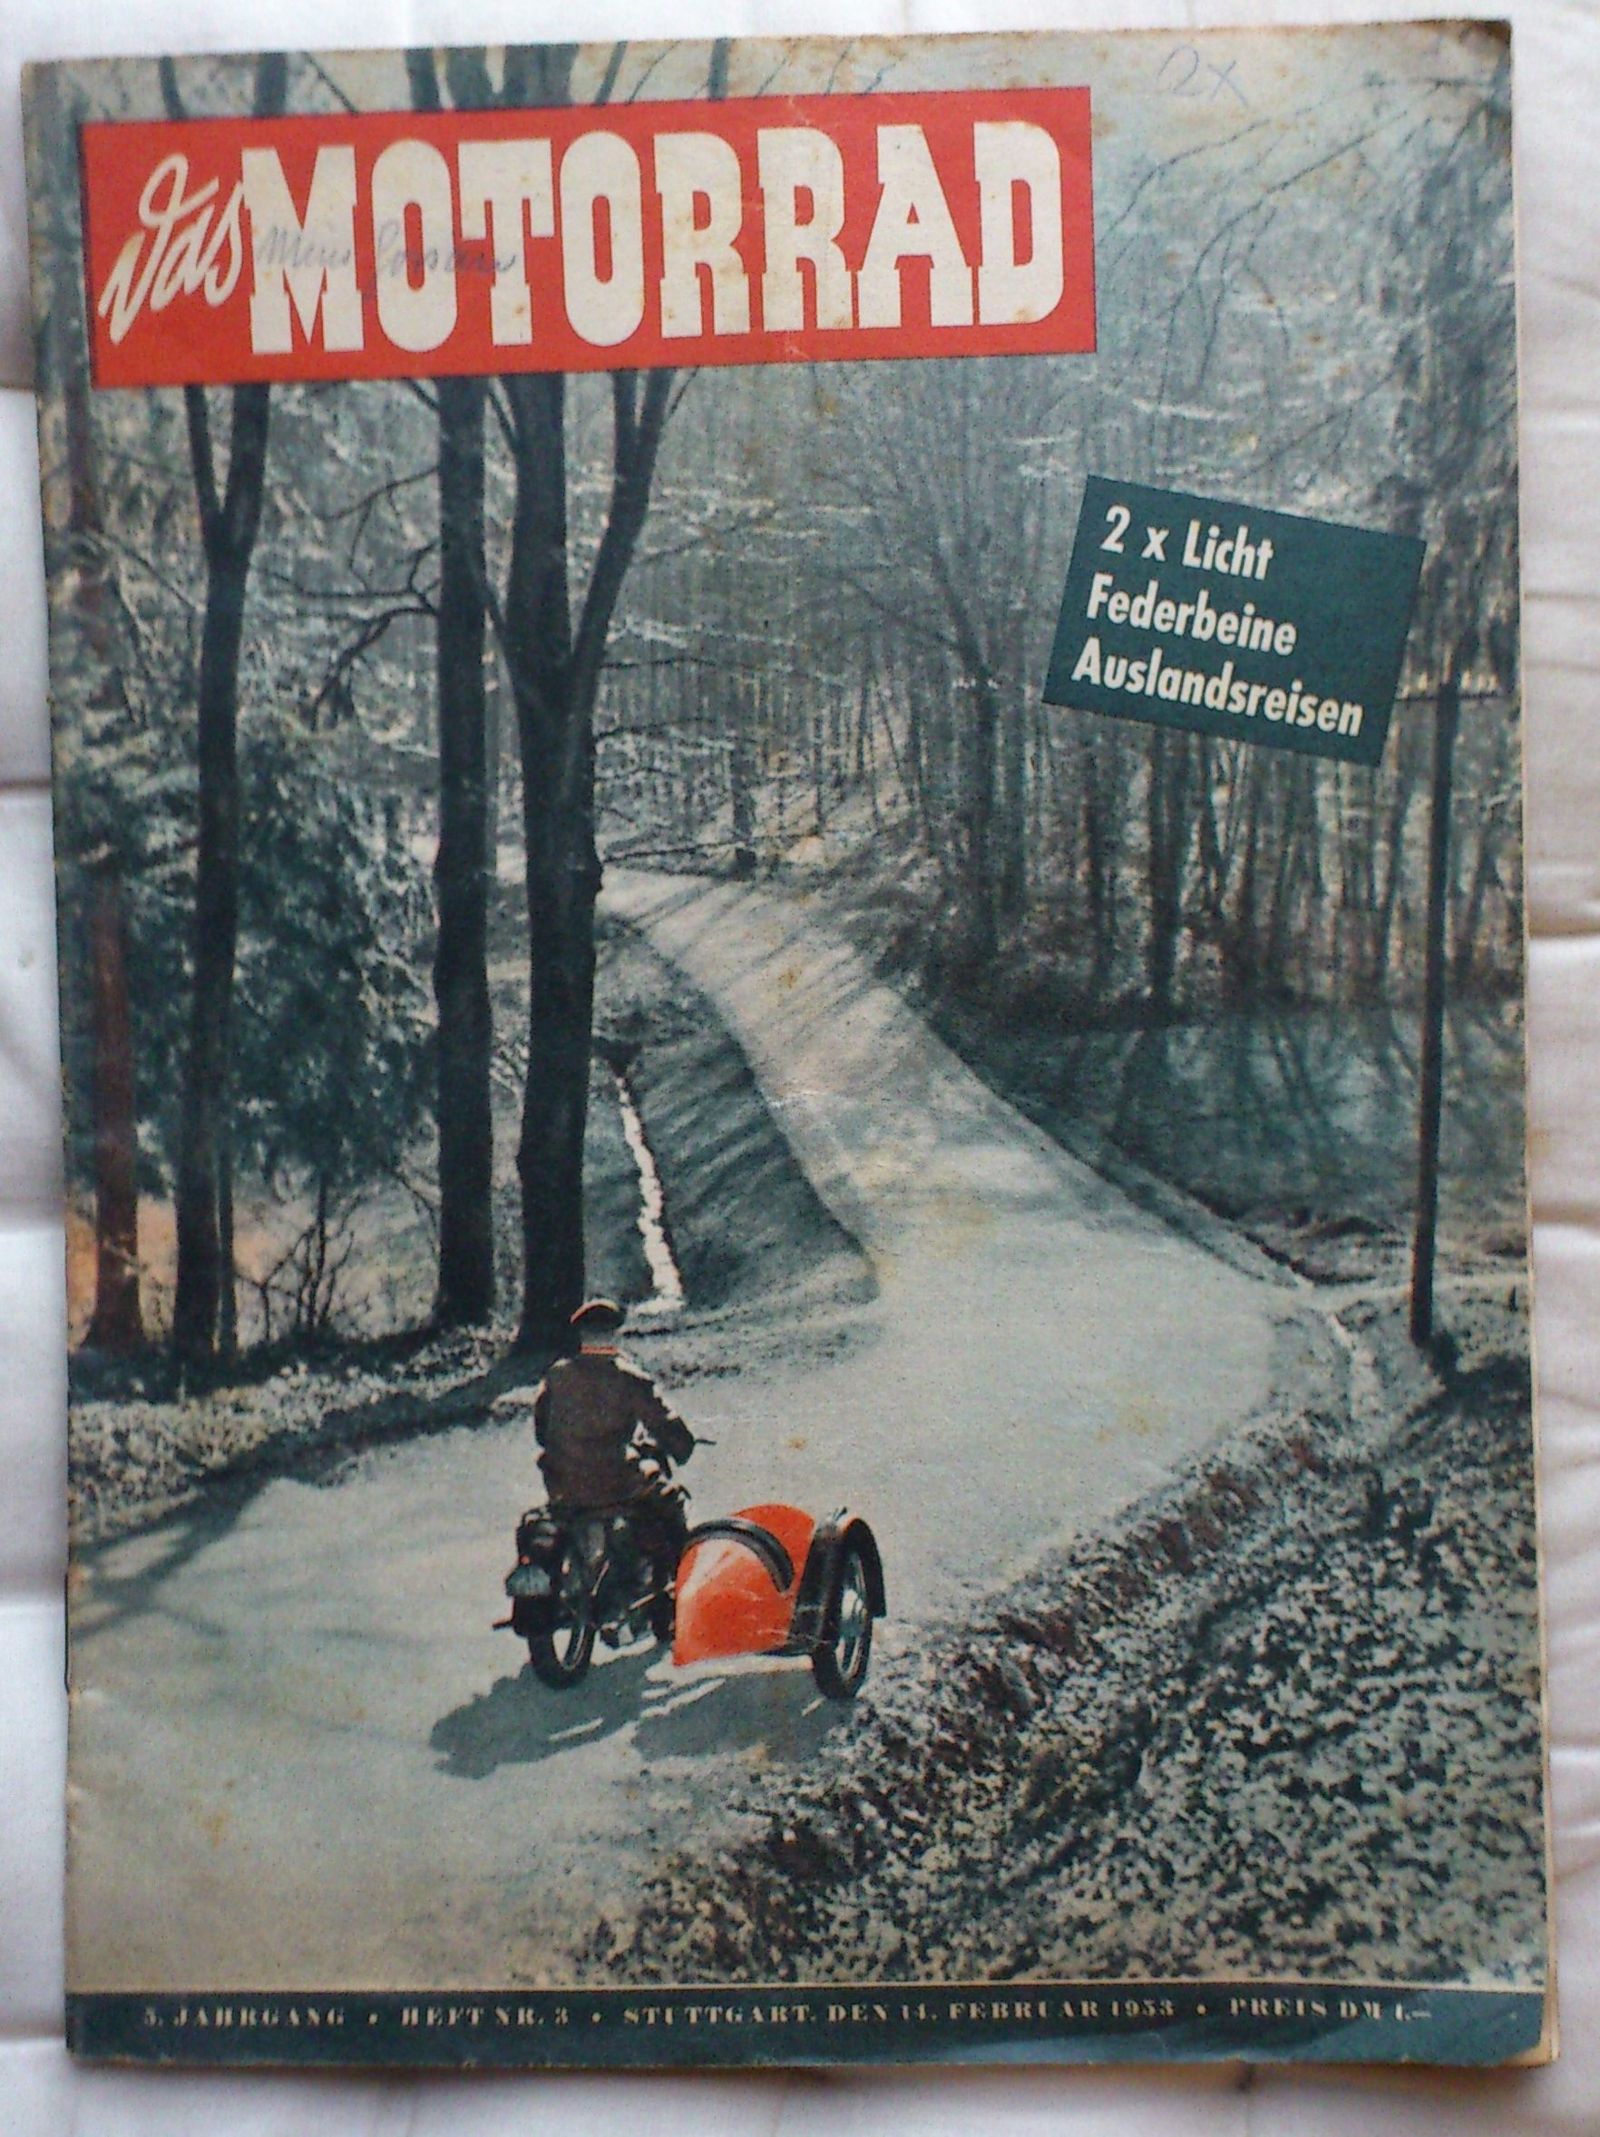 2x
Das MOTORRAD
2 x Licht
Federbeine
Auslandsreisen
5. JAHRGANG • HEFT NR. 3 • STUTTGART, DEN 14. FEBRUAR 1953 • PREIS DM 1.—